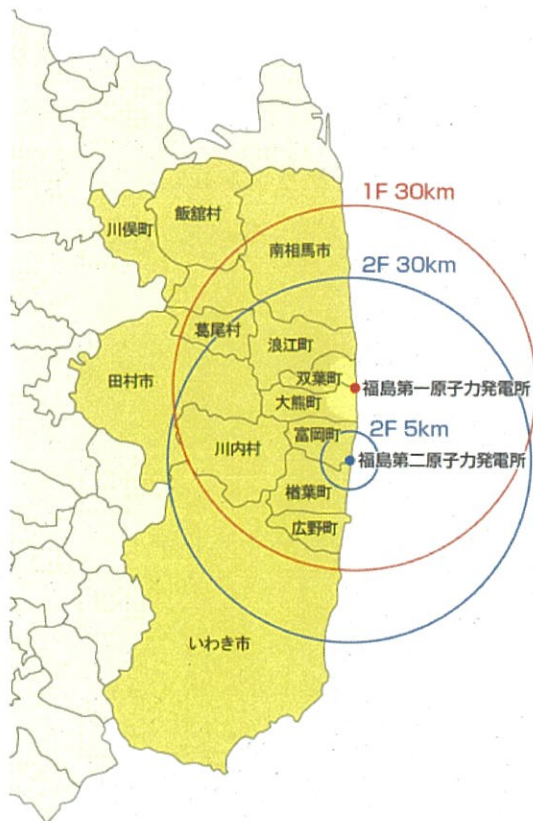 1F 30km
飯舘村
川俣町
南相馬市
2F 30km
葛尾村
浪江町
田村市
双葉町
福島第一原子力発電所
大熊町
2F 5km
富岡町
川内村
福島第二原子力発電所
楢葉町
広野町
いわき市